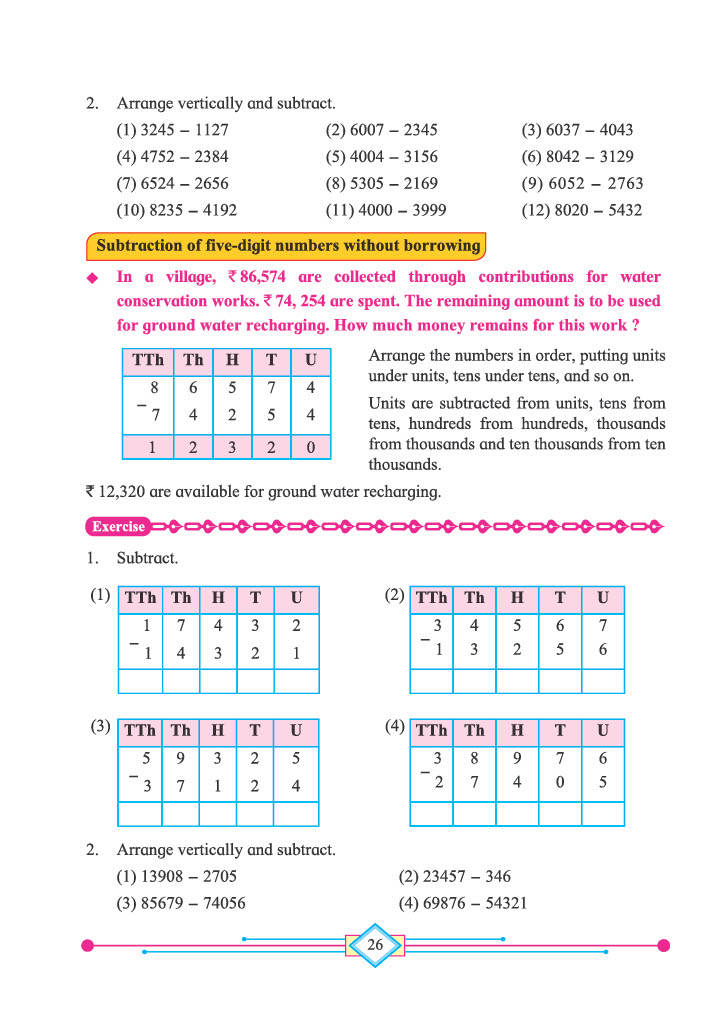 2. Arrange vertically and subtract.
(1) 3245 – 1127 (2) 6007 – 2345 (3) 6037 – 4043
(4) 4752 – 2384 (5) 4004 – 3156 (6) 8042 – 3129
(7) 6524 – 2656 (8) 5305 – 2169 (9) 6052 – 2763
(10) 8235 – 4192 (11) 4000 – 3999 (12) 8020 – 5432
Subtraction of five-digit numbers without borrowing
◆ In a village, ₹ 86,574 are collected through contributions for water
conservation works. ₹ 74, 254 are spent. The remaining amount is to be used
for ground water recharging. How much money remains for this work ?
TTh Th H T U
8 6 5 7 4
– 7 4 2 5 4
1 2 3 2 0
Arrange the numbers in order, putting units
under units, tens under tens, and so on.
Units are subtracted from units, tens from
tens, hundreds from hundreds, thousands
from thousands and ten thousands from ten
thousands.
₹ 12,320 are available for ground water recharging.
Exercise
1. Subtract.
(1) TTh Th H T U
1 7 4 3 2
– 1 4 3 2 1
(2) TTh Th H T U
3 4 5 6 7
– 1 3 2 5 6
(3) TTh Th H T U
5 9 3 2 5
– 3 7 1 2 4
(4) TTh Th H T U
3 8 9 7 6
– 2 7 4 0 5
2. Arrange vertically and subtract.
(1) 13908 – 2705 (2) 23457 – 346
(3) 85679 – 74056 (4) 69876 – 54321
26